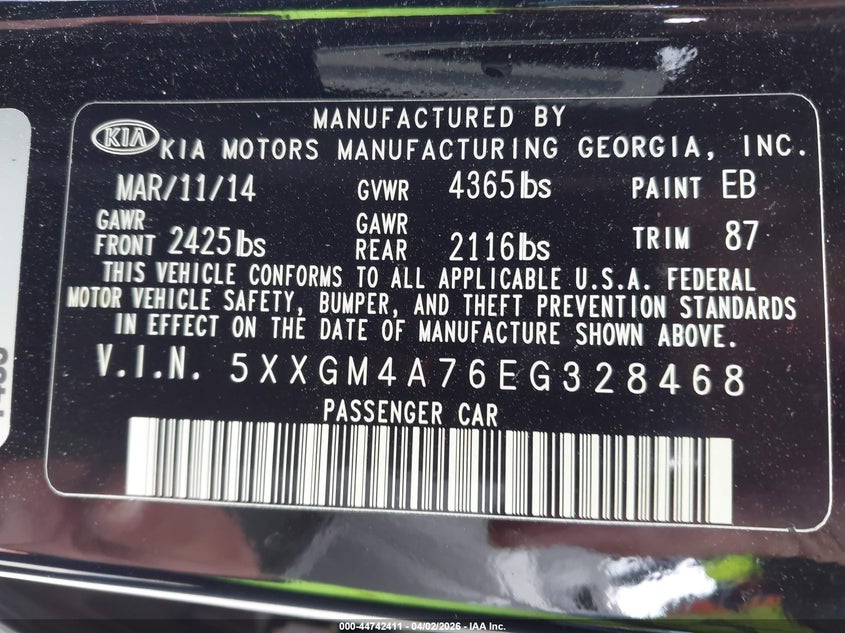 MANUFACTURED BY
KIA KIA MOTORS MANUFACTURING GEORGIA, INC.
MAR/11/14 GVWR 4365lbs PAINT EB
GAWR FRONT 2425lbs GAWR REAR 2116lbs TRIM 87
THIS VEHICLE CONFORMS TO ALL APPLICABLE U.S.A. FEDERAL
MOTOR VEHICLE SAFETY, BUMPER, AND THEFT PREVENTION STANDARDS
IN EFFECT ON THE DATE OF MANUFACTURE SHOWN ABOVE.
V.I.N. 5XXGM4A76EG328468
PASSENGER CAR
000-44742411 - 04/02/2026 - IAA Inc.